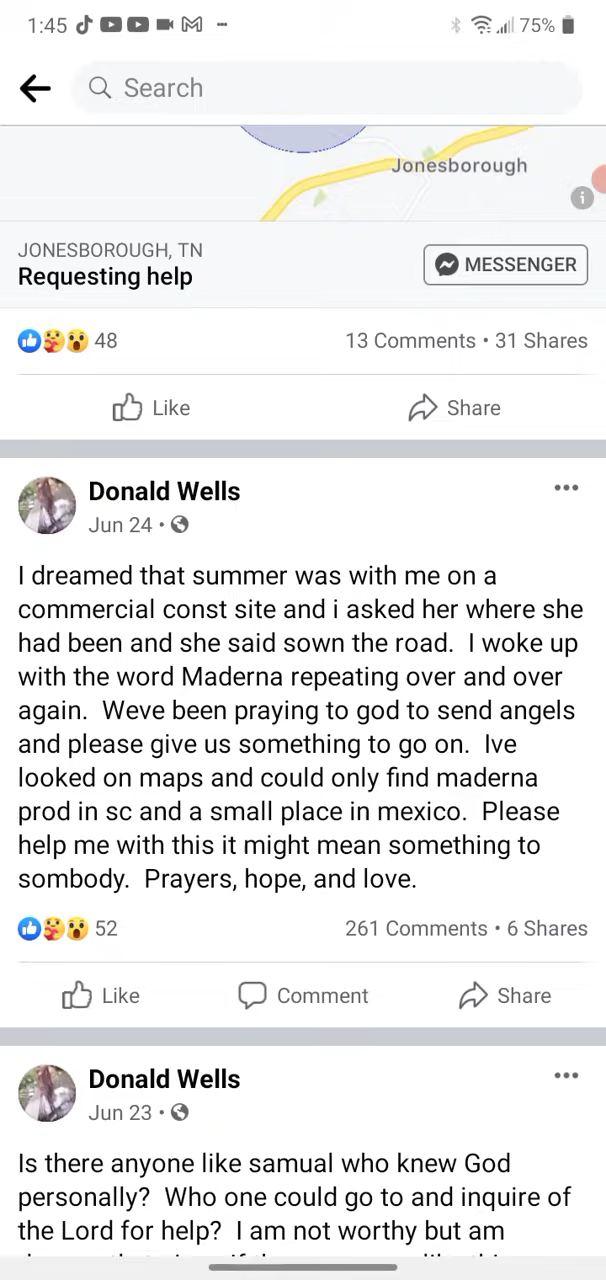 1:45 75%
Search
Jonesborough
JONESBOROUGH, TN
Requesting help
MESSENGER
48 13 Comments • 31 Shares
Like Share
Donald Wells
Jun 24 •
I dreamed that summer was with me on a
commercial const site and i asked her where she
had been and she said sown the road. I woke up
with the word Maderna repeating over and over
again. Weve been praying to god to send angels
and please give us something to go on. Ive
looked on maps and could only find maderna
prod in sc and a small place in mexico. Please
help me with this it might mean something to
sombody. Prayers, hope, and love.
52 261 Comments • 6 Shares
Like Comment Share
Donald Wells
Jun 23 •
Is there anyone like samual who knew God
personally? Who one could go to and inquire of
the Lord for help? I am not worthy but am